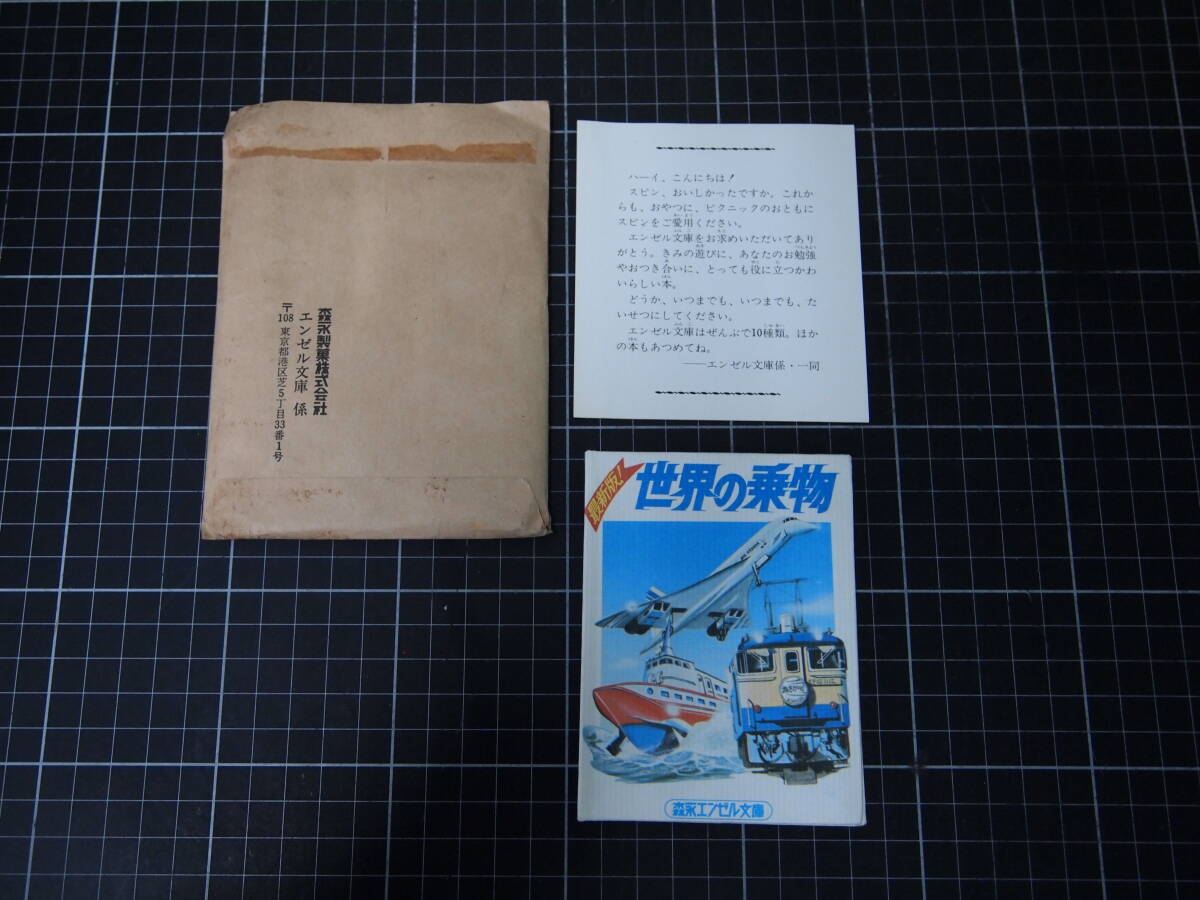 森永製菓株式会社
エンゼル文庫 係
〒108 東京都港区芝5丁目33番1号
ハーイ、こんにちは!
スピン、おいしかったですか。これか
らも、おやつに、ピクニックのおともに
スピンをご愛用ください。
エンゼル文庫をお求めいただいてあり
がとう。きみの遊びに、あなたのお勉強
やおつき合いに、とっても役に立つかわ
いらしい本。
どうか、いつまでも、いつまでも、た
いせつにしてください。
エンゼル文庫はぜんぶで10種類。ほか
の本もあつめてね。
――エンゼル文庫係・一同
最新版!
世界の乗物
森永エンゼル文庫